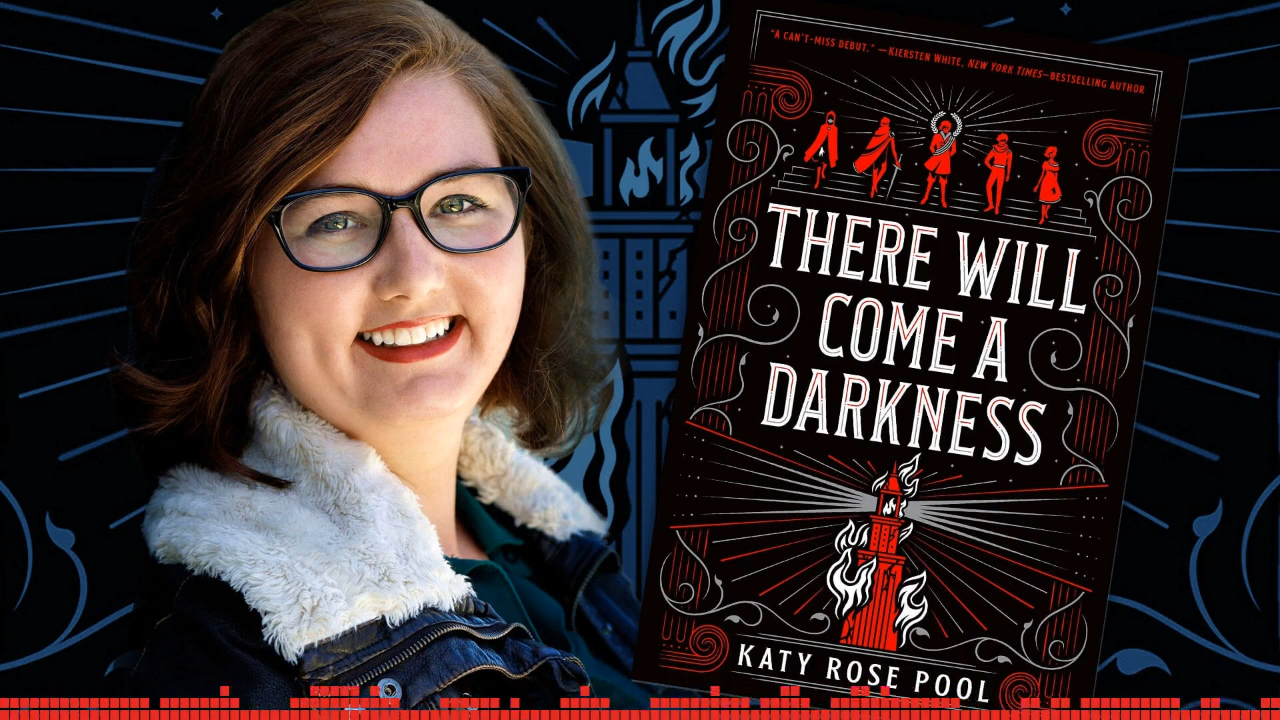 "A CAN'T-MISS DEBUT." —KIERSTEN WHITE, NEW YORK TIMES–BESTSELLING AUTHOR
THERE WILL
COME A
DARKNESS
KATY ROSE POOL